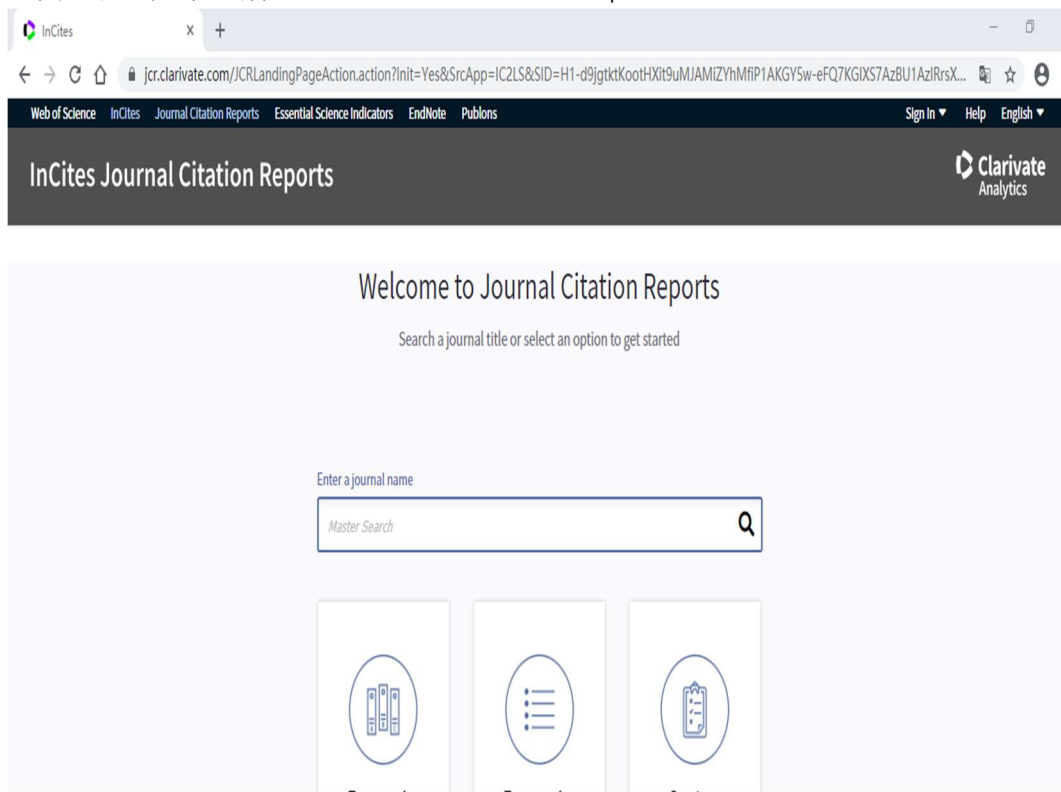 InCites
jcr.clarivate.com/JCRLandingPageAction.action?Init=Yes&SrcApp=IC2LS&SID=H1-d9jgtktKootHXit9uMJAMiZYhMfiP1AKGY5w-eFQ7KGIXS7AzBU1AzIRrsX...
Web of Science InCites Journal Citation Reports Essential Science Indicators EndNote Publons Sign In Help English
InCites Journal Citation Reports
Clarivate
Analytics
Welcome to Journal Citation Reports
Search a journal title or select an option to get started
Enter a journal name
Master Search